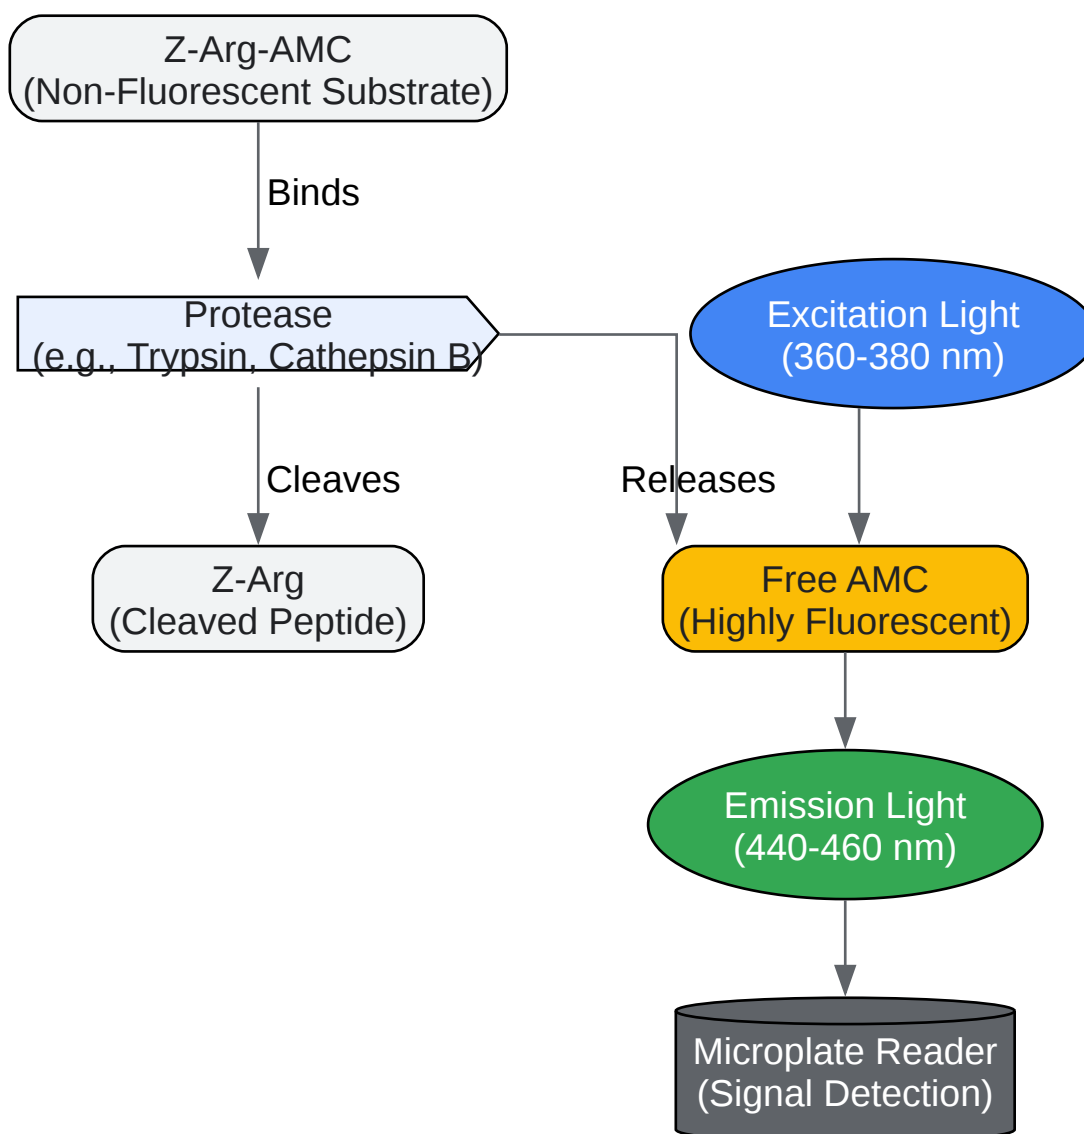 Z-Arg-AMC
(Non-Fluorescent Substrate)
Binds
Protease
(e.g., Trypsin, Cathepsin B)
Excitation Light
(360-380 nm)
Cleaves
Releases
Z-Arg
(Cleaved Peptide)
Free AMC
(Highly Fluorescent)
Emission Light
(440-460 nm)
Microplate Reader
(Signal Detection)